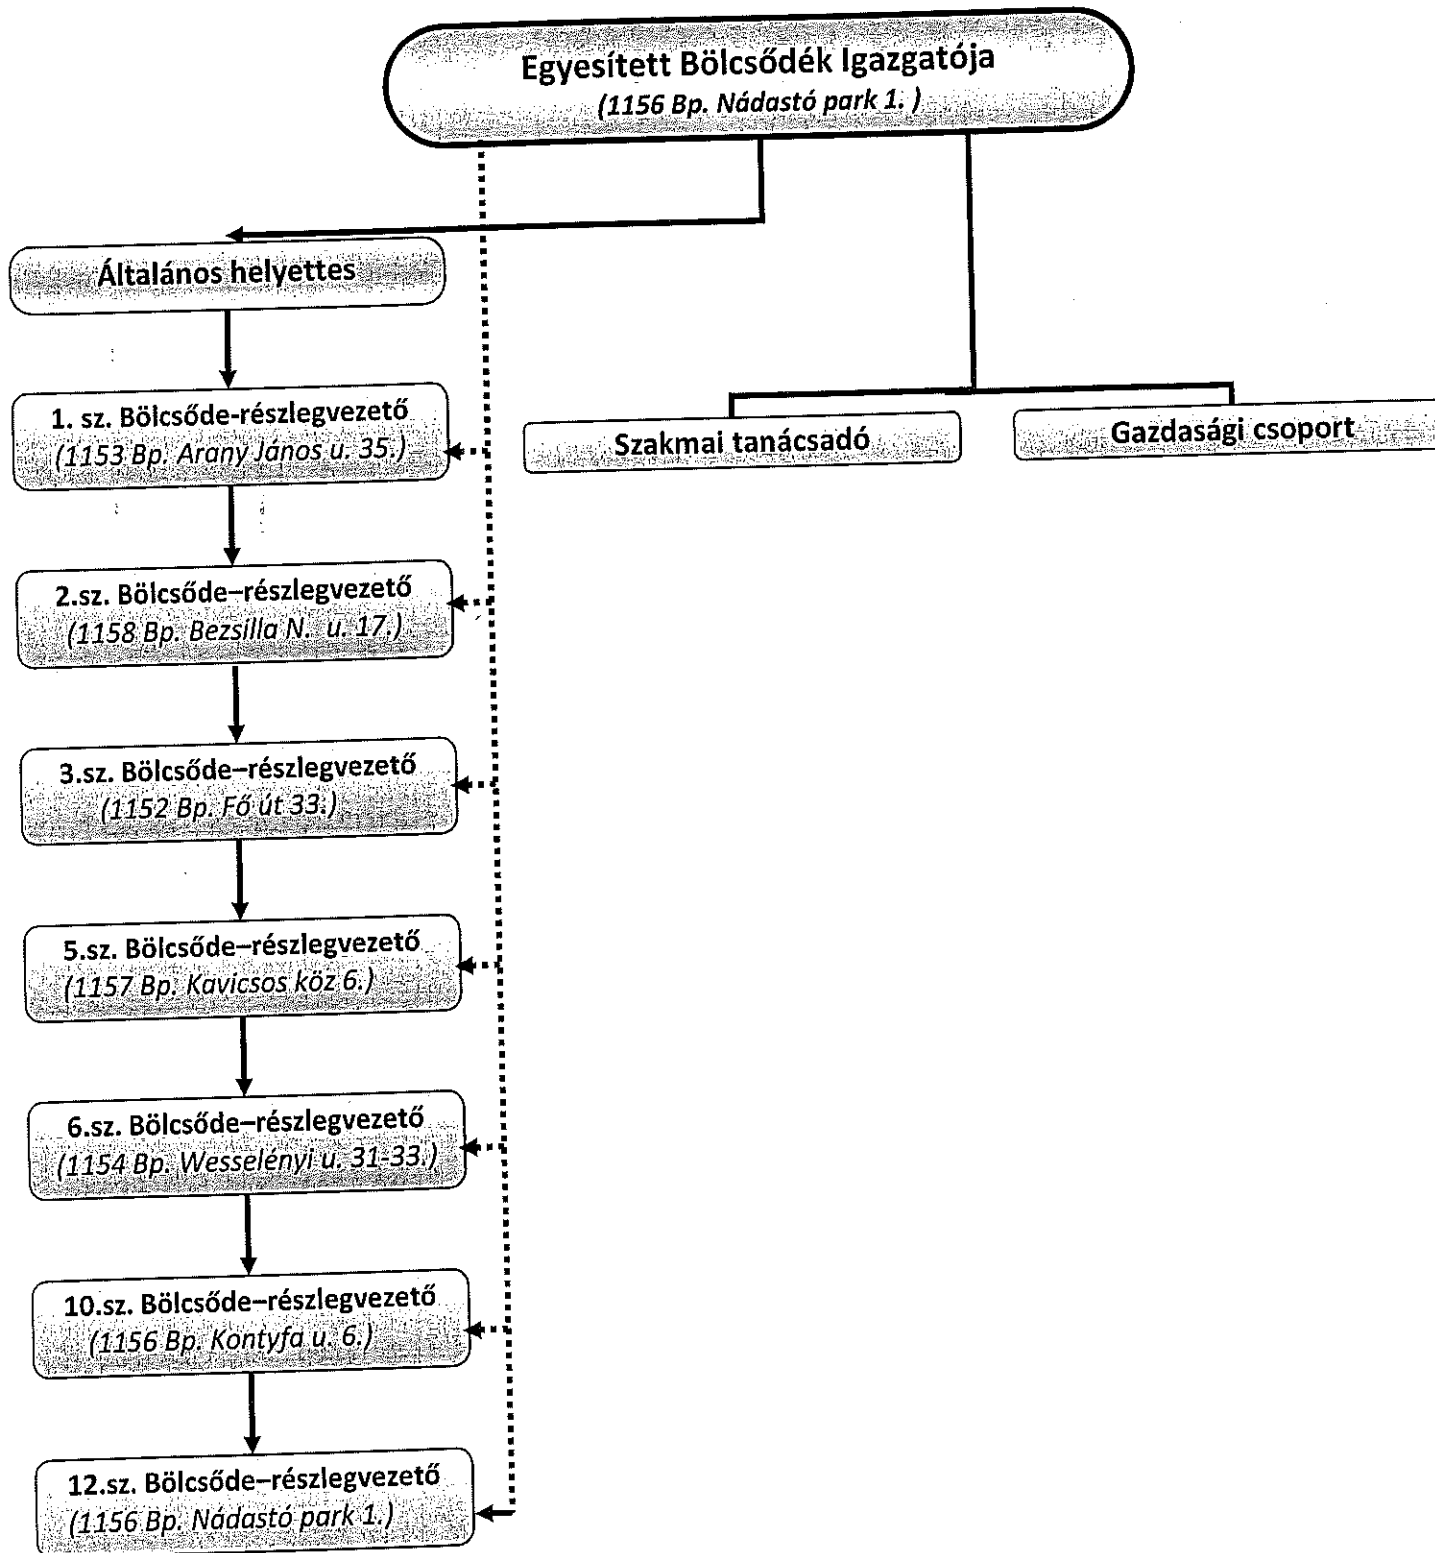 Egyesített Bölcsődék Igazgatója
(1156 Bp. Nádastó park 1. )
Általános helyettes
1. sz. Bölcsőde-részlegvezető
(1153 Bp. Arany János u. 35.)
Szakmai tanácsadó
Gazdasági csoport
2.sz. Bölcsőde–részlegvezető
(1158 Bp. Bezsilla N. u. 17.)
3.sz. Bölcsőde–részlegvezető
(1152 Bp. Fő út 33.)
5.sz. Bölcsőde–részlegvezető
(1157 Bp. Kavicsos köz 6.)
6.sz. Bölcsőde–részlegvezető
(1154 Bp. Wesselényi u. 31-33.)
10.sz. Bölcsőde–részlegvezető
(1156 Bp. Kontyfa u. 6.)
12.sz. Bölcsőde–részlegvezető
(1156 Bp. Nádastó park 1.)